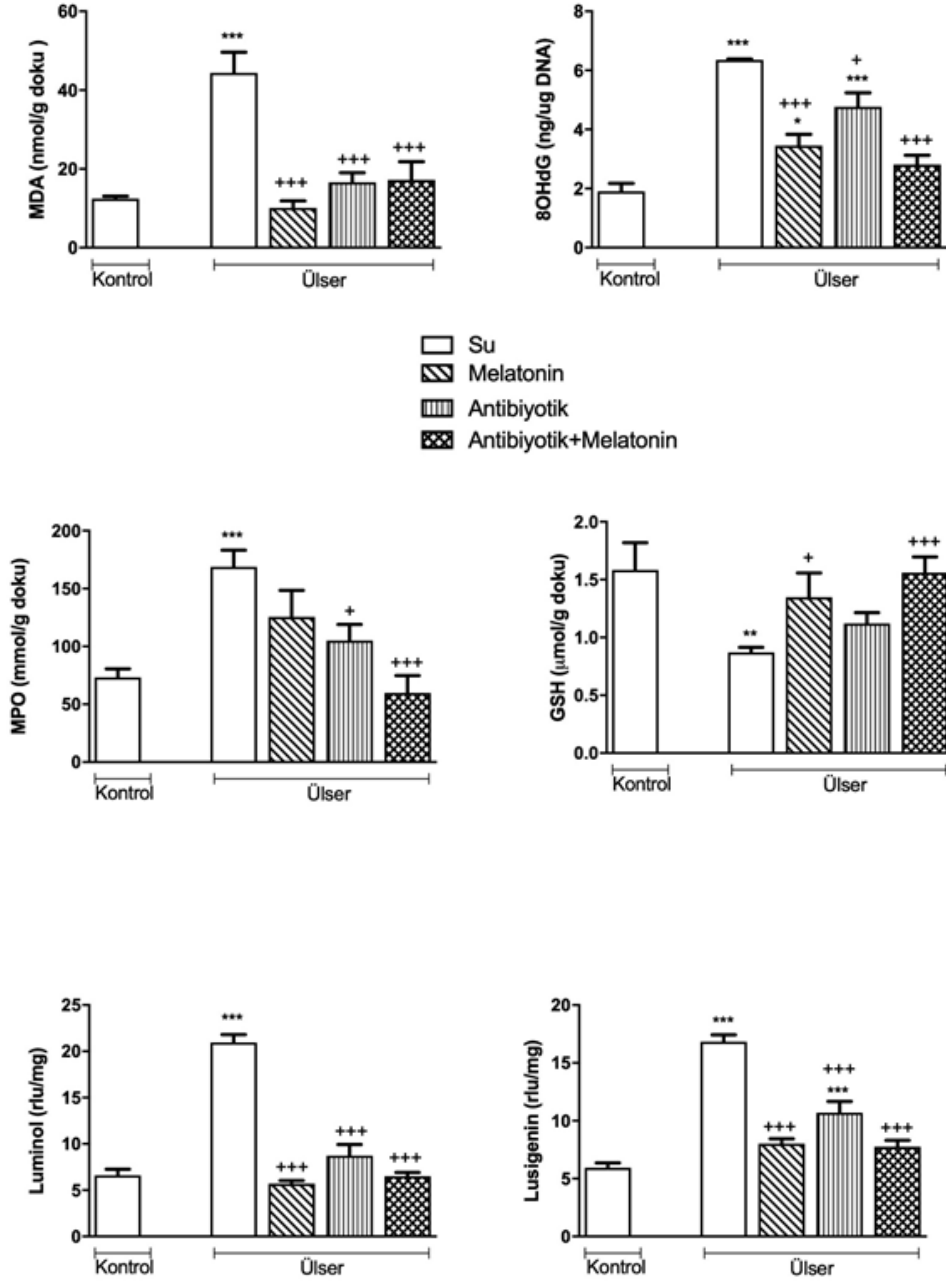 MDA (nmol/g doku )
60
40
20
0
***
+++
+++
+++
Kontrol
Ülser
8OHdG (ng/ug DNA)
8
6
4
2
0
***
+++
*
+
***
+++
Kontrol
Ülser
Su
Melatonin
Antibiyotik
Antibiyotik+Melatonin
MPO (mmol/g doku)
200
150
100
50
0
***
+
+++
Kontrol
Ülser
GSH (µmol/g doku)
2.0
1.5
1.0
0.5
0.0
**
+
+++
Kontrol
Ülser
Luminol (rlu/mg)
25
20
15
10
5
0
***
+++
+++
+++
Kontrol
Ülser
Lusigenin (rlu/mg)
20
15
10
5
0
***
+++
+++
***
+++
Kontrol
Ülser